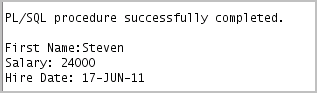 PL/SQL procedure successfully completed.
First Name:Steven
Salary: 24000
Hire Date: 17-JUN-11